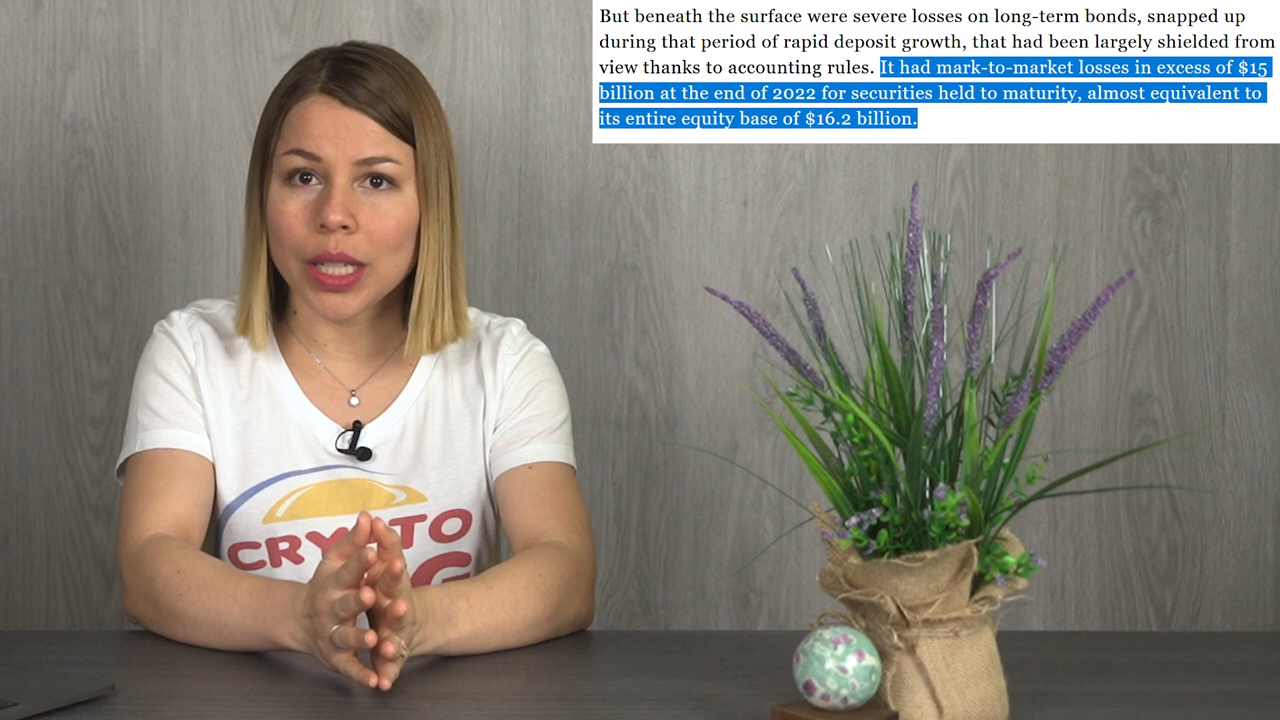 But beneath the surface were severe losses on long-term bonds, snapped up
during that period of rapid deposit growth, that had been largely shielded from
view thanks to accounting rules. It had mark-to-market losses in excess of $15
billion at the end of 2022 for securities held to maturity, almost equivalent to
its entire equity base of $16.2 billion.